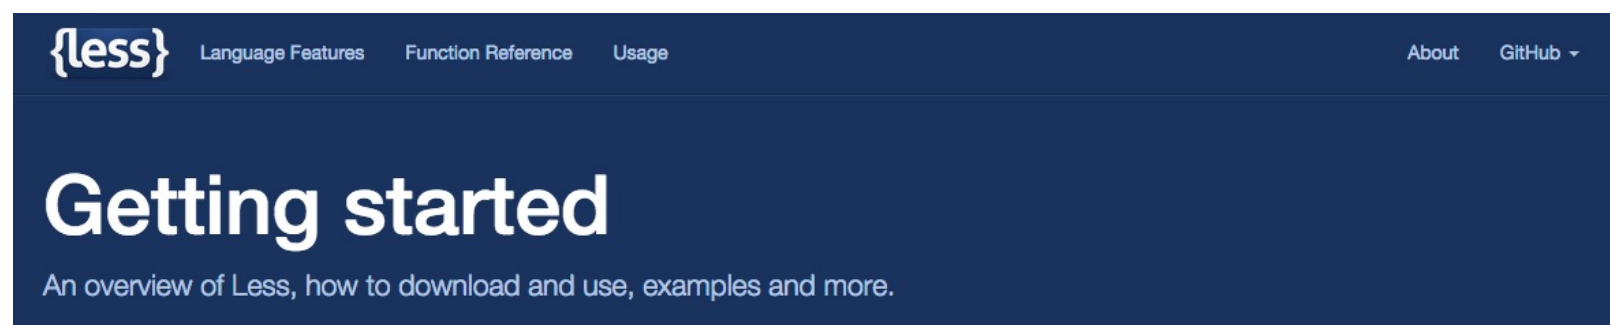 {less} Language Features Function Reference Usage About GitHub
Getting started
An overview of Less, how to download and use, examples and more.